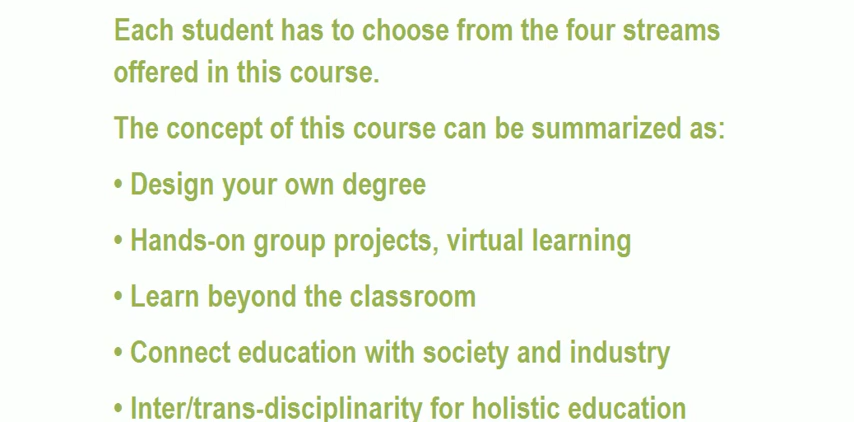 Each student has to choose from the four streams
offered in this course.
The concept of this course can be summarized as:
• Design your own degree
• Hands-on group projects, virtual learning
• Learn beyond the classroom
• Connect education with society and industry
• Inter/trans-disciplinarity for holistic education